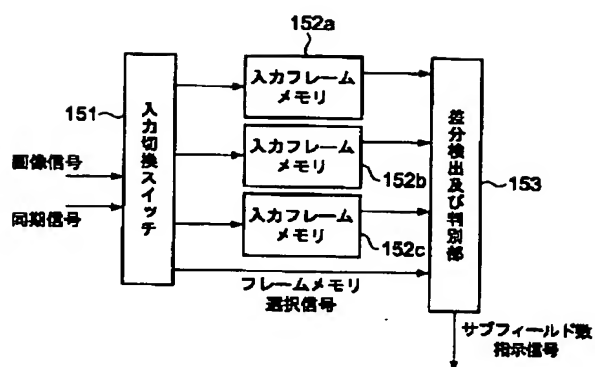 152a
入力フレーム
メモリ
151
入力切換スイッチ
画像信号
同期信号
入力フレーム
メモリ
152b
入力フレーム
メモリ
152c
フレームメモリ
選択信号
差分検出及び判別部
153
サブフィールド数
指示信号